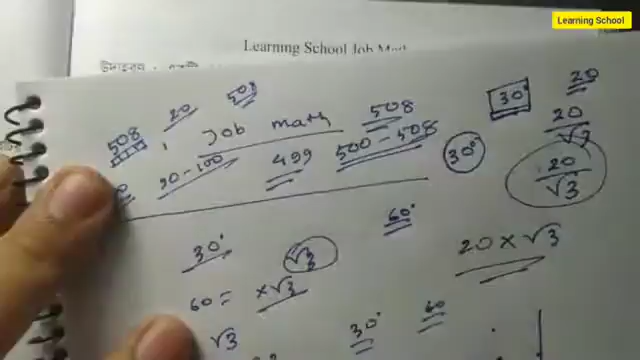 Learning School
Learning School Job Math
508, 20 508
Job math 508
90-100 499 500-508
30° 20
30° 20/√3
20/√3
30° √3 60° 20×√3
60 = ×√3
√3 30° 60